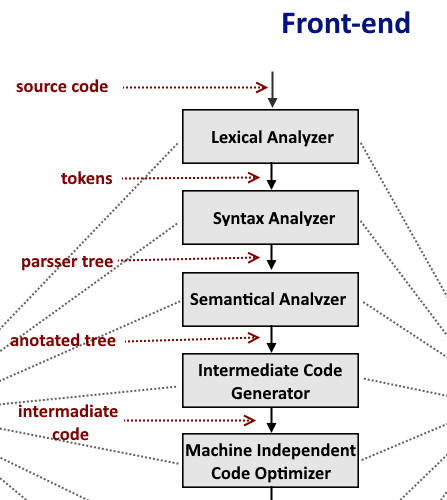 Front-end
source code
Lexical Analyzer
tokens
Syntax Analyzer
parsser tree
Semantical Analvzer
anotated tree
Intermediate Code
Generator
intermadiate
code
Machine Independent
Code Optimizer